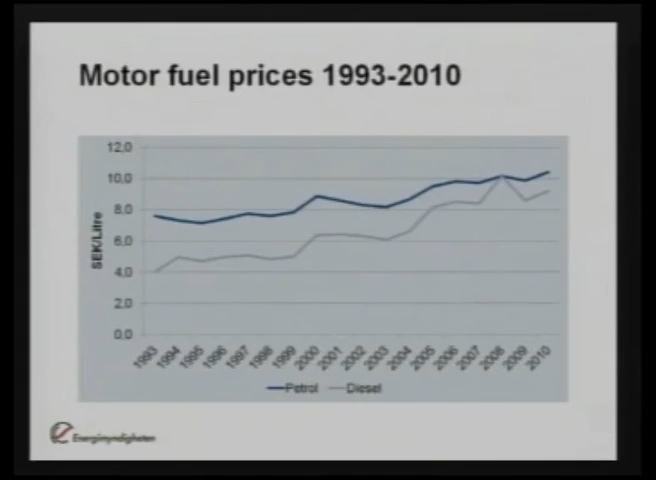 Motor fuel prices 1993-2010
12,0
10,0
8,0
6,0
4,0
2,0
0,0
SEK/Litre
1993 1994 1995 1996 1997 1998 1999 2000 2001 2002 2003 2004 2005 2006 2007 2008 2009 2010
Petrol Diesel
Energimyndigheten